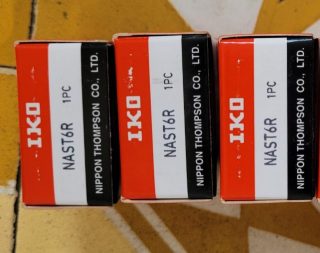 IKO
NAST6R 1PC
NIPPON THOMPSON CO., LTD.
IKO
NAST6R 1PC
NIPPON THOMPSON CO., LTD.
IKO
NAST6R 1PC
NIPPON THOMPSON CO., LTD.